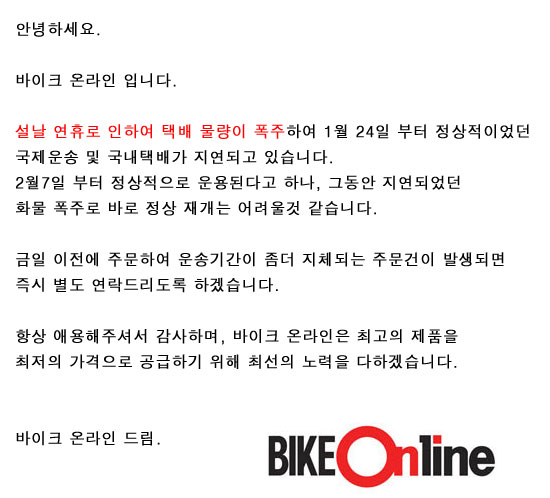 안녕하세요.
바이크 온라인 입니다.
설날 연휴로 인하여 택배 물량이 폭주하여 1월 24일 부터 정상적이었던
국제운송 및 국내택배가 지연되고 있습니다.
2월7일 부터 정상적으로 운용된다고 하나, 그동안 지연되었던
화물 폭주로 바로 정상 재개는 어려울것 같습니다.
금일 이전에 주문하여 운송기간이 좀더 지체되는 주문건이 발생되면
즉시 별도 연락드리도록 하겠습니다.
항상 애용해주셔서 감사하며, 바이크 온라인은 최고의 제품을
최저의 가격으로 공급하기 위해 최선의 노력을 다하겠습니다.
바이크 온라인 드림.
BIKEOn1ine